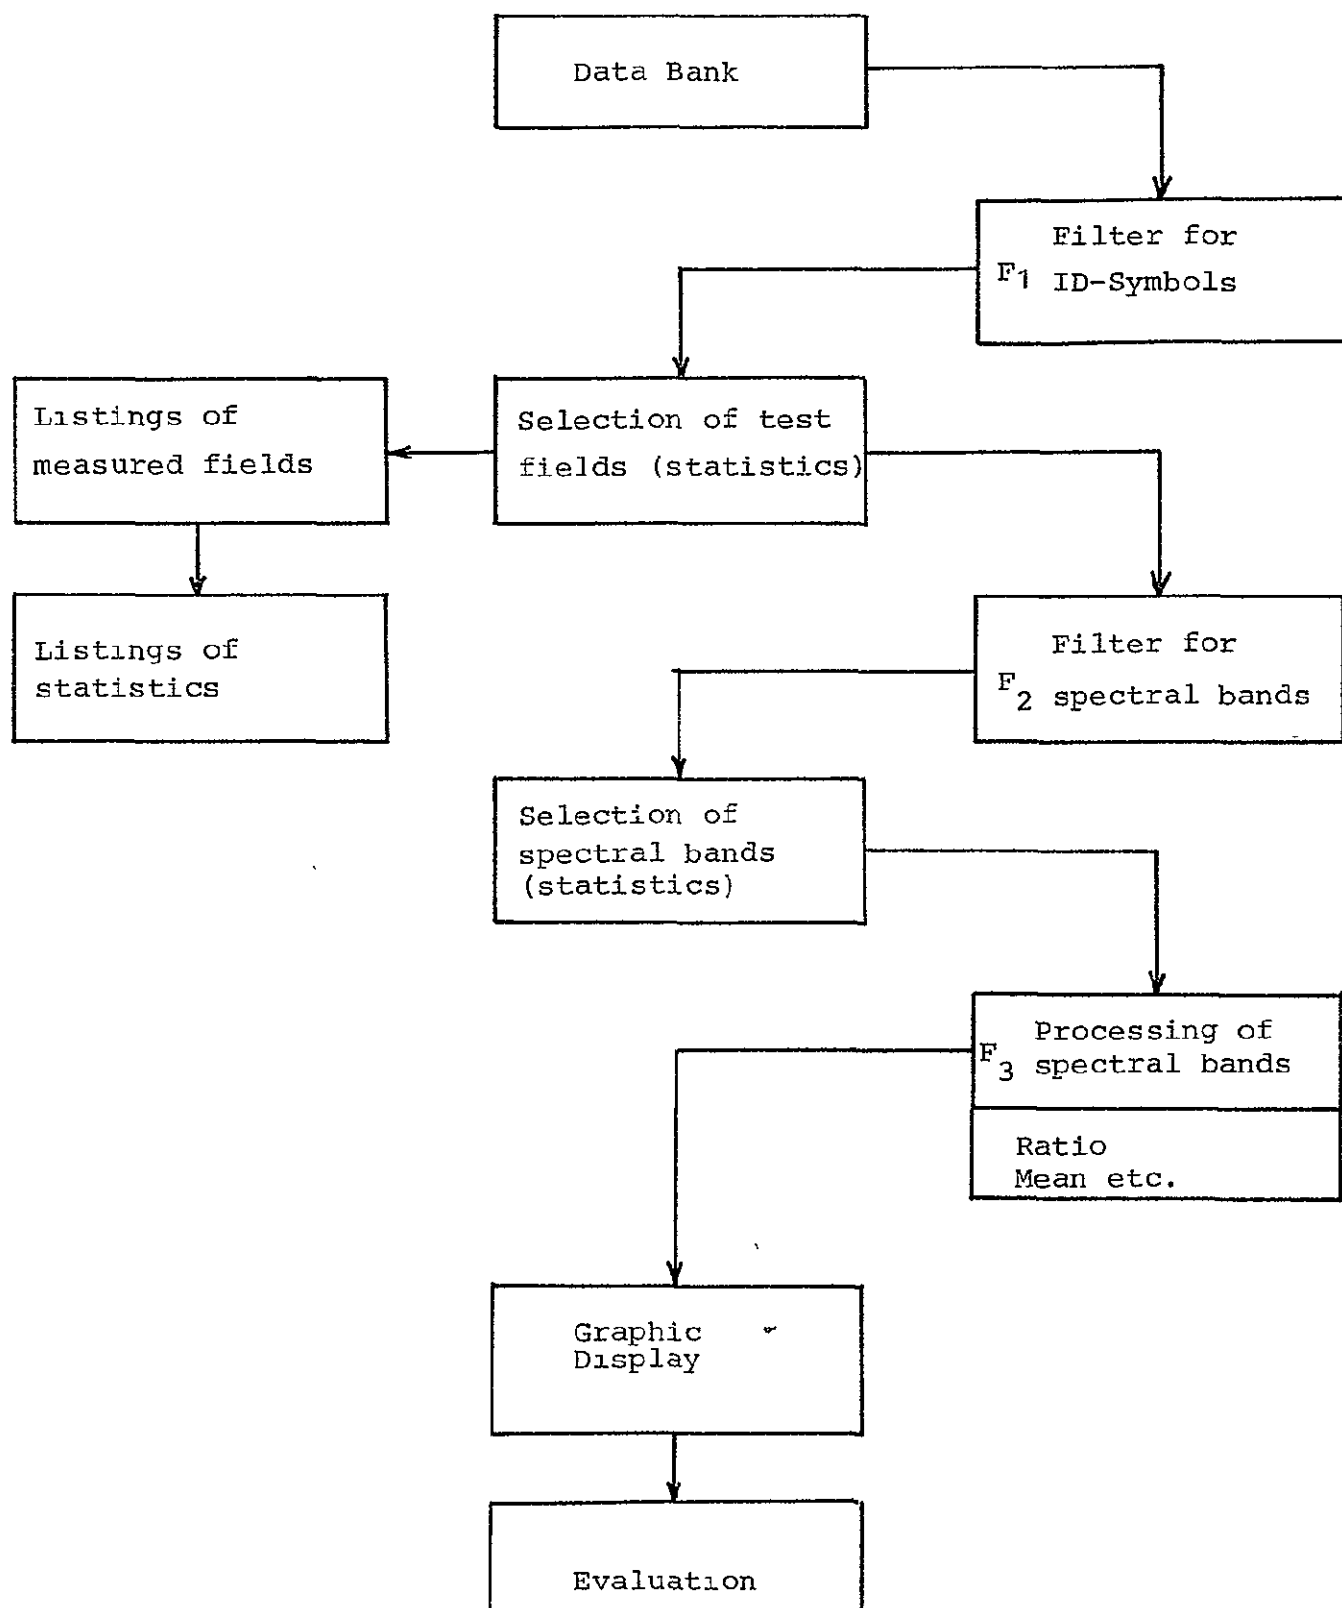 Data Bank
Filter for
F1 ID-Symbols
Listings of
measured fields
Selection of test
fields (statistics)
Listings of
statistics
Filter for
F2 spectral bands
Selection of
spectral bands
(statistics)
Processing of
F3 spectral bands
Ratio
Mean etc.
Graphic
Display
Evaluation